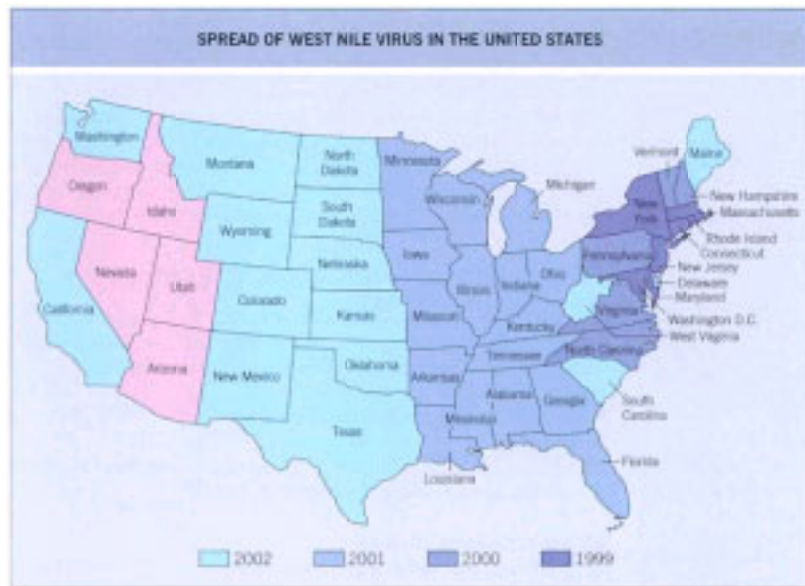 SPREAD OF WEST NILE VIRUS IN THE UNITED STATES
Washington
Montana
North
Dakota
Minnesota
Vermont
Maine
Oregon
Idaho
Wyoming
South
Dakota
Wisconsin
Michigan
New
York
New Hampshire
Massachusetts
Rhode Island
Connecticut
Nevada
Utah
Colorado
Nebraska
Iowa
Illinois
Indiana
Ohio
Pennsylvania
New Jersey
Delaware
Maryland
Washington D.C.
West Virginia
California
Kansas
Missouri
Kentucky
Virginia
Arizona
New Mexico
Oklahoma
Arkansas
Tennessee
North Carolina
South
Carolina
Texas
Louisiana
Mississippi
Alabama
Georgia
Florida
2002
2001
2000
1999